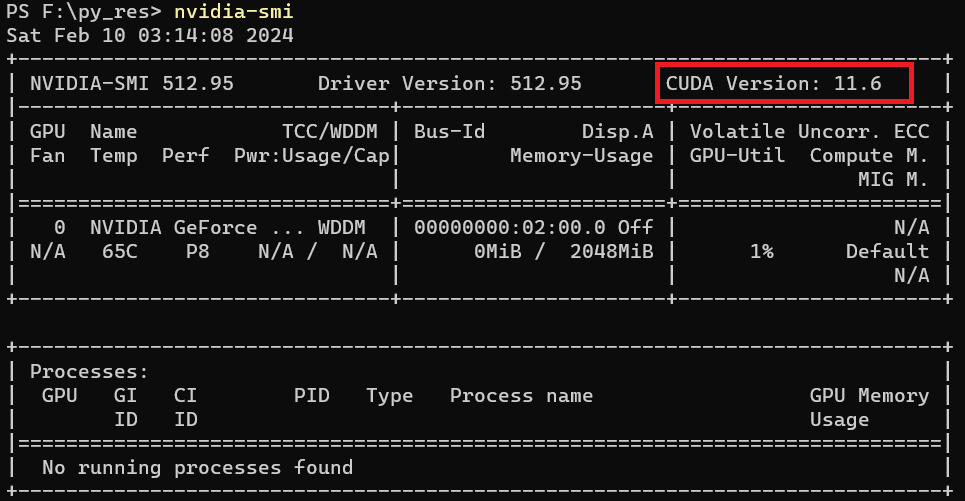 PS F:\py_res> nvidia-smi
Sat Feb 10 03:14:08 2024
+-----------------------------------------------------------------------------+
| NVIDIA-SMI 512.95       Driver Version: 512.95       CUDA Version: 11.6     |
|-------------------------------+----------------------+----------------------+
| GPU  Name            TCC/WDDM | Bus-Id        Disp.A | Volatile Uncorr. ECC |
| Fan  Temp  Perf  Pwr:Usage/Cap|         Memory-Usage | GPU-Util  Compute M. |
|                               |                      |               MIG M. |
|===============================+======================+======================|
|   0  NVIDIA GeForce ... WDDM  | 00000000:02:00.0 Off |                  N/A |
| N/A   65C    P8    N/A /  N/A |      0MiB /  2048MiB |      1%      Default |
|                               |                      |                  N/A |
+-------------------------------+----------------------+----------------------+

+-----------------------------------------------------------------------------+
| Processes:                                                                  |
|  GPU   GI   CI        PID   Type   Process name                  GPU Memory |
|        ID   ID                                                   Usage      |
|=============================================================================|
|  No running processes found                                                 |
+-----------------------------------------------------------------------------+